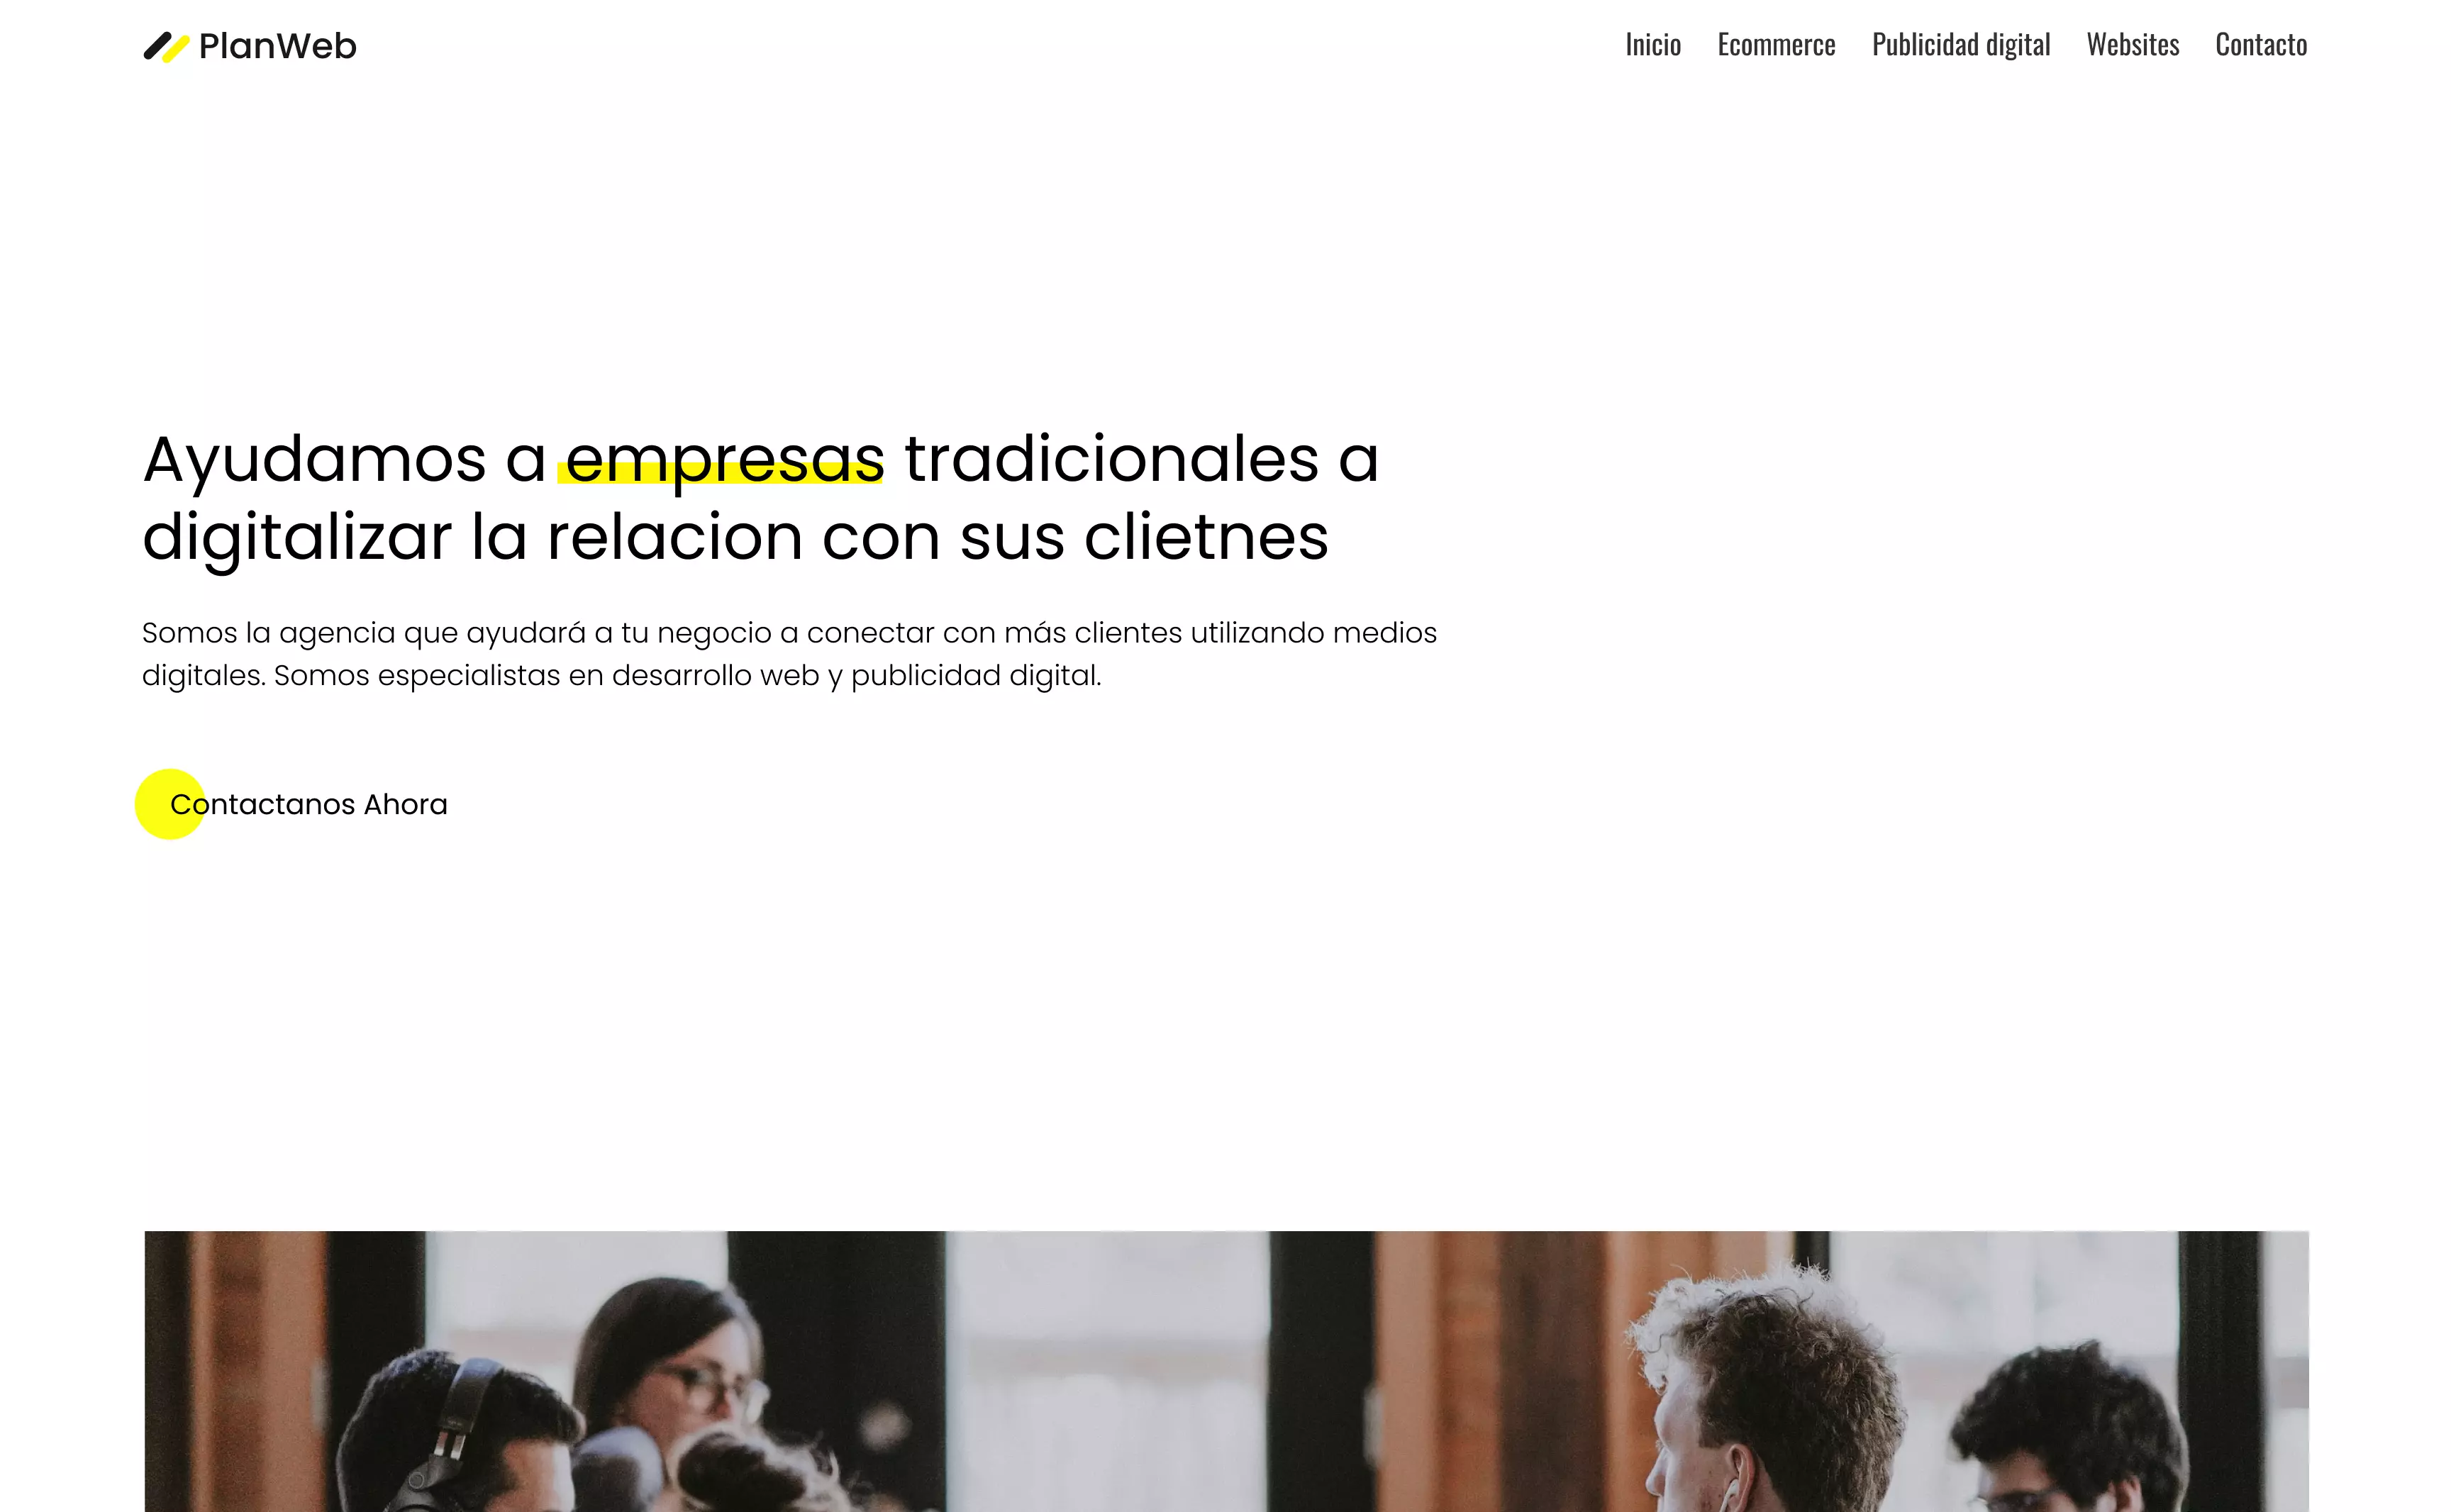 PlanWeb
Inicio Ecommerce Publicidad digital Websites Contacto
Ayudamos a empresas tradicionales a
digitalizar la relacion con sus clietnes
Somos la agencia que ayudará a tu negocio a conectar con más clientes utilizando medios
digitales. Somos especialistas en desarrollo web y publicidad digital.
Contactanos Ahora